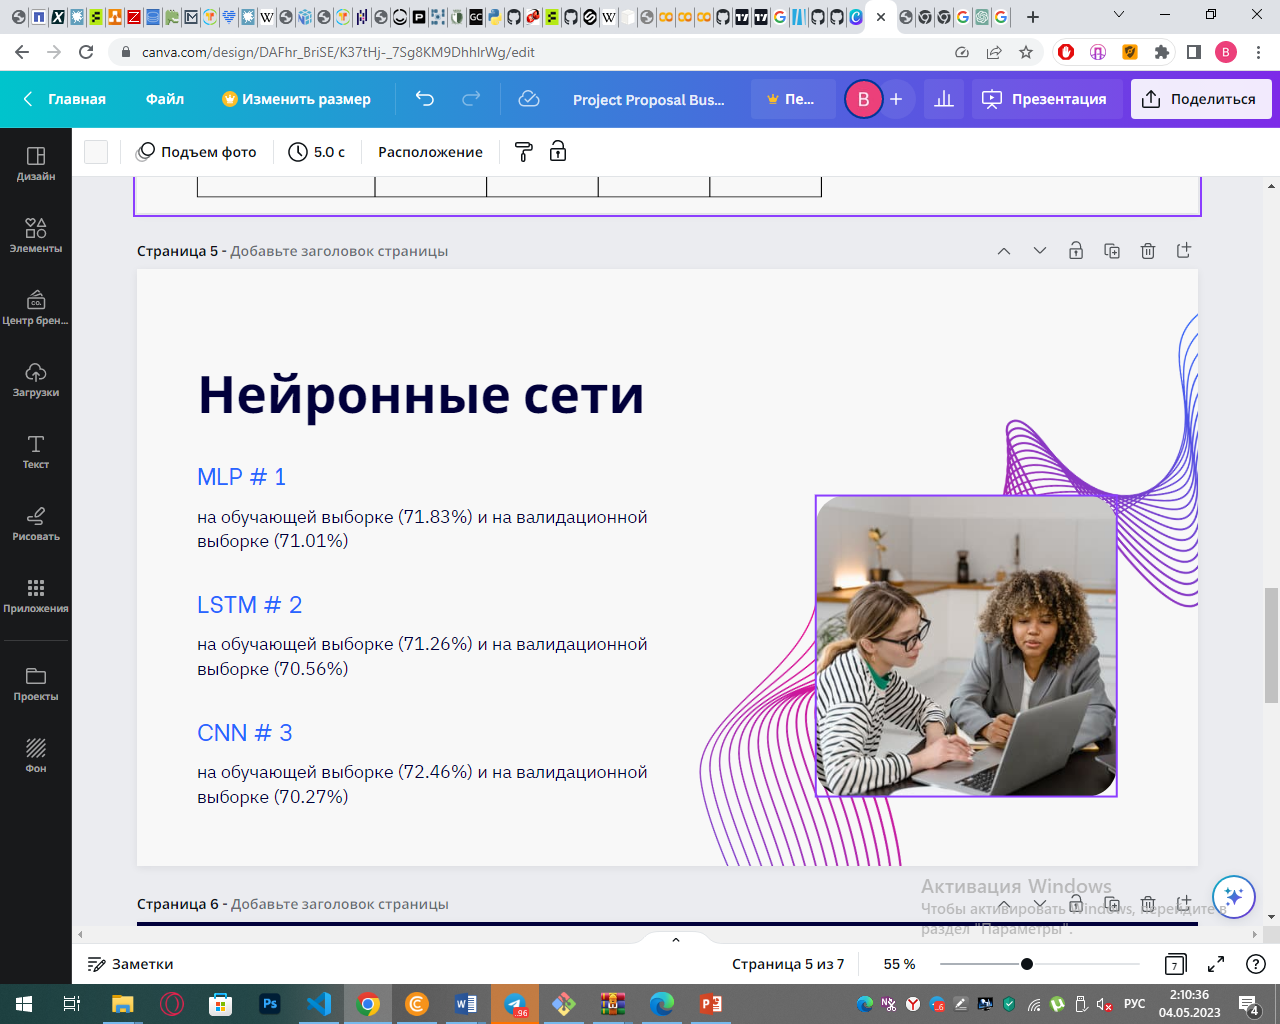 canva.com/design/DAFhr_BriSE/K37tHj-_7Sg8KM9DhhIrWg/edit
B
Главная
Файл
Изменить размер
Project Proposal Bus...
Пе...
B
Презентация
Поделиться
Дизайн
Элементы
Центр брен...
Загрузки
Текст
Рисовать
Приложения
Проекты
Фон
Подъем фото
5.0 с
Расположение
Страница 5 - Добавьте заголовок страницы
Нейронные сети
MLP # 1
на обучающей выборке (71.83%) и на валидационной
выборке (71.01%)
LSTM # 2
на обучающей выборке (71.26%) и на валидационной
выборке (70.56%)
CNN # 3
на обучающей выборке (72.46%) и на валидационной
выборке (70.27%)
Страница 6 - Добавьте заголовок страницы
Активация Windows
Чтобы активировать Windows, перейдите в
раздел "Параметры".
Заметки
Страница 5 из 7
55 %
7
РУС
2:10:36
04.05.2023
4